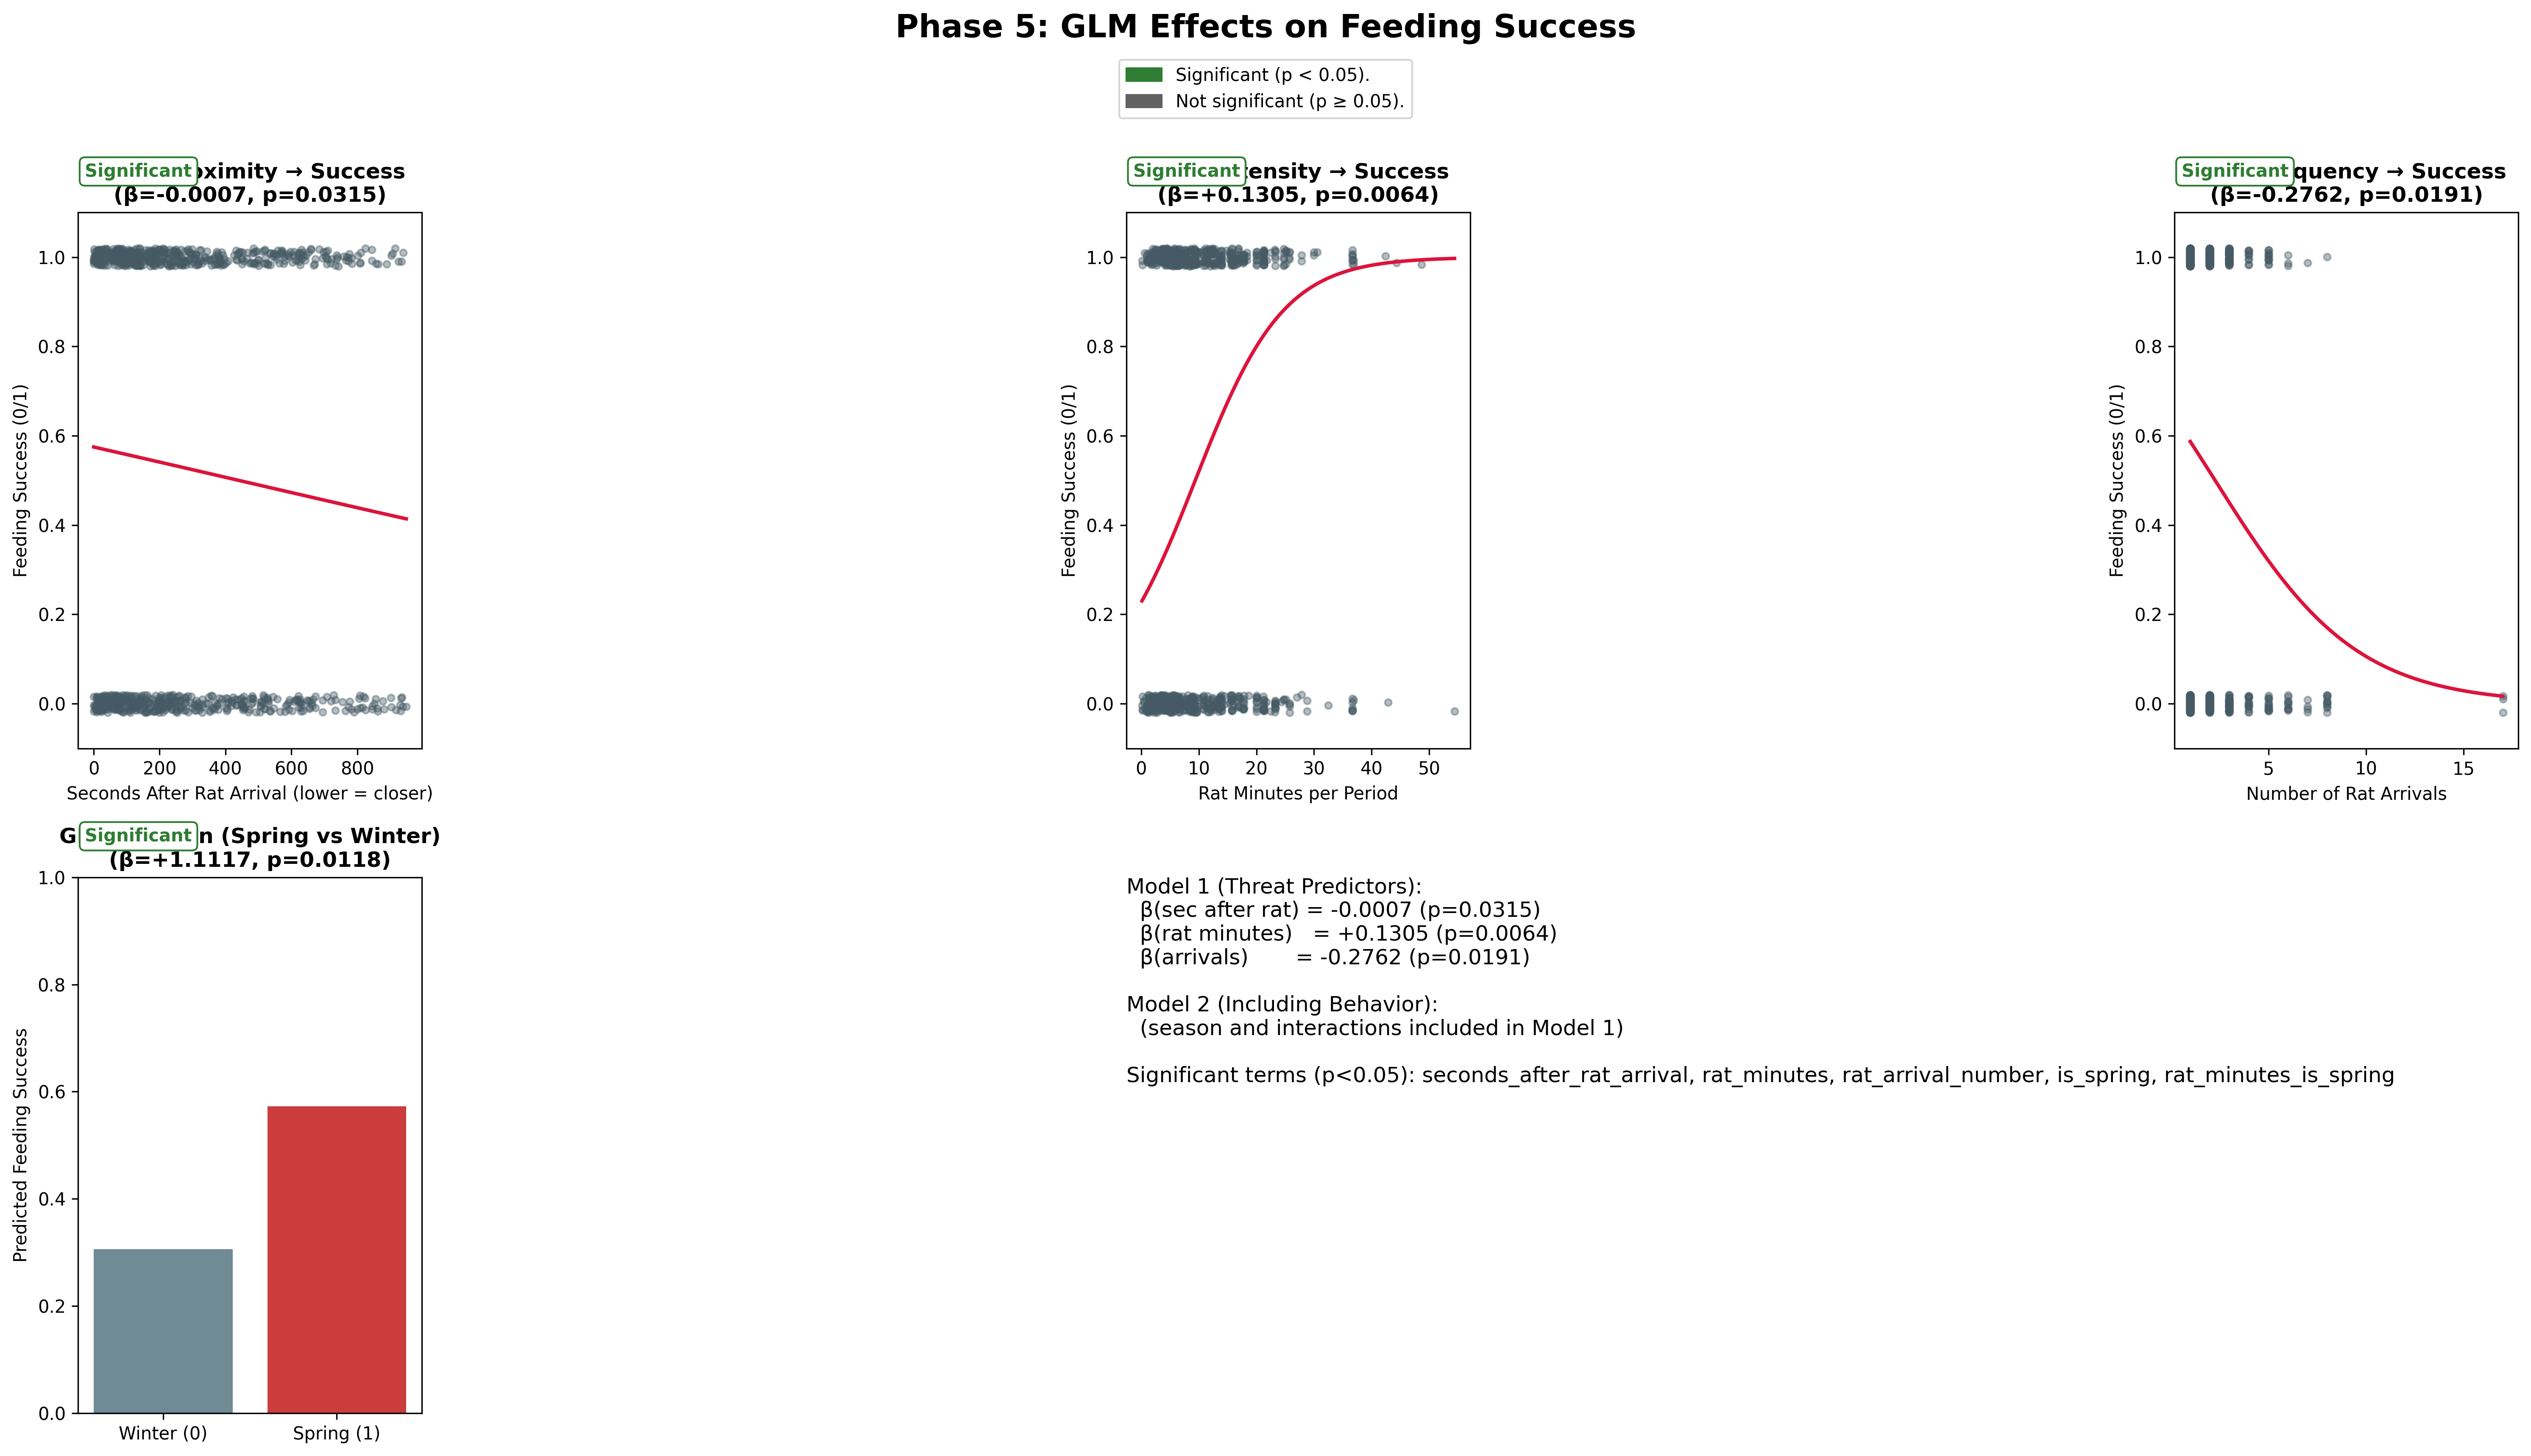 Phase 5: GLM Effects on Feeding Success
Significant (p < 0.05).
Not significant (p ≥ 0.05).
Significant
→ Success
(β=-0.0007, p=0.0315)
1.0
0.8
0.6
0.4
0.2
0.0
Feeding Success (0/1)
0 200 400 600 800
Seconds After Rat Arrival (lower = closer)
Significant
→ Success
(β=+0.1305, p=0.0064)
1.0
0.8
0.6
0.4
0.2
0.0
Feeding Success (0/1)
0 10 20 30 40 50
Rat Minutes per Period
Significant
→ Success
(β=-0.2762, p=0.0191)
1.0
0.8
0.6
0.4
0.2
0.0
Feeding Success (0/1)
5 10 15
Number of Rat Arrivals
Significant
(Spring vs Winter)
(β=+1.1117, p=0.0118)
1.0
0.8
0.6
0.4
0.2
0.0
Predicted Feeding Success
Winter (0) Spring (1)
Model 1 (Threat Predictors):
β(sec after rat) = -0.0007 (p=0.0315)
β(rat minutes) = +0.1305 (p=0.0064)
β(arrivals) = -0.2762 (p=0.0191)
Model 2 (Including Behavior):
(season and interactions included in Model 1)
Significant terms (p<0.05): seconds_after_rat_arrival, rat_minutes, rat_arrival_number, is_spring, rat_minutes_is_spring